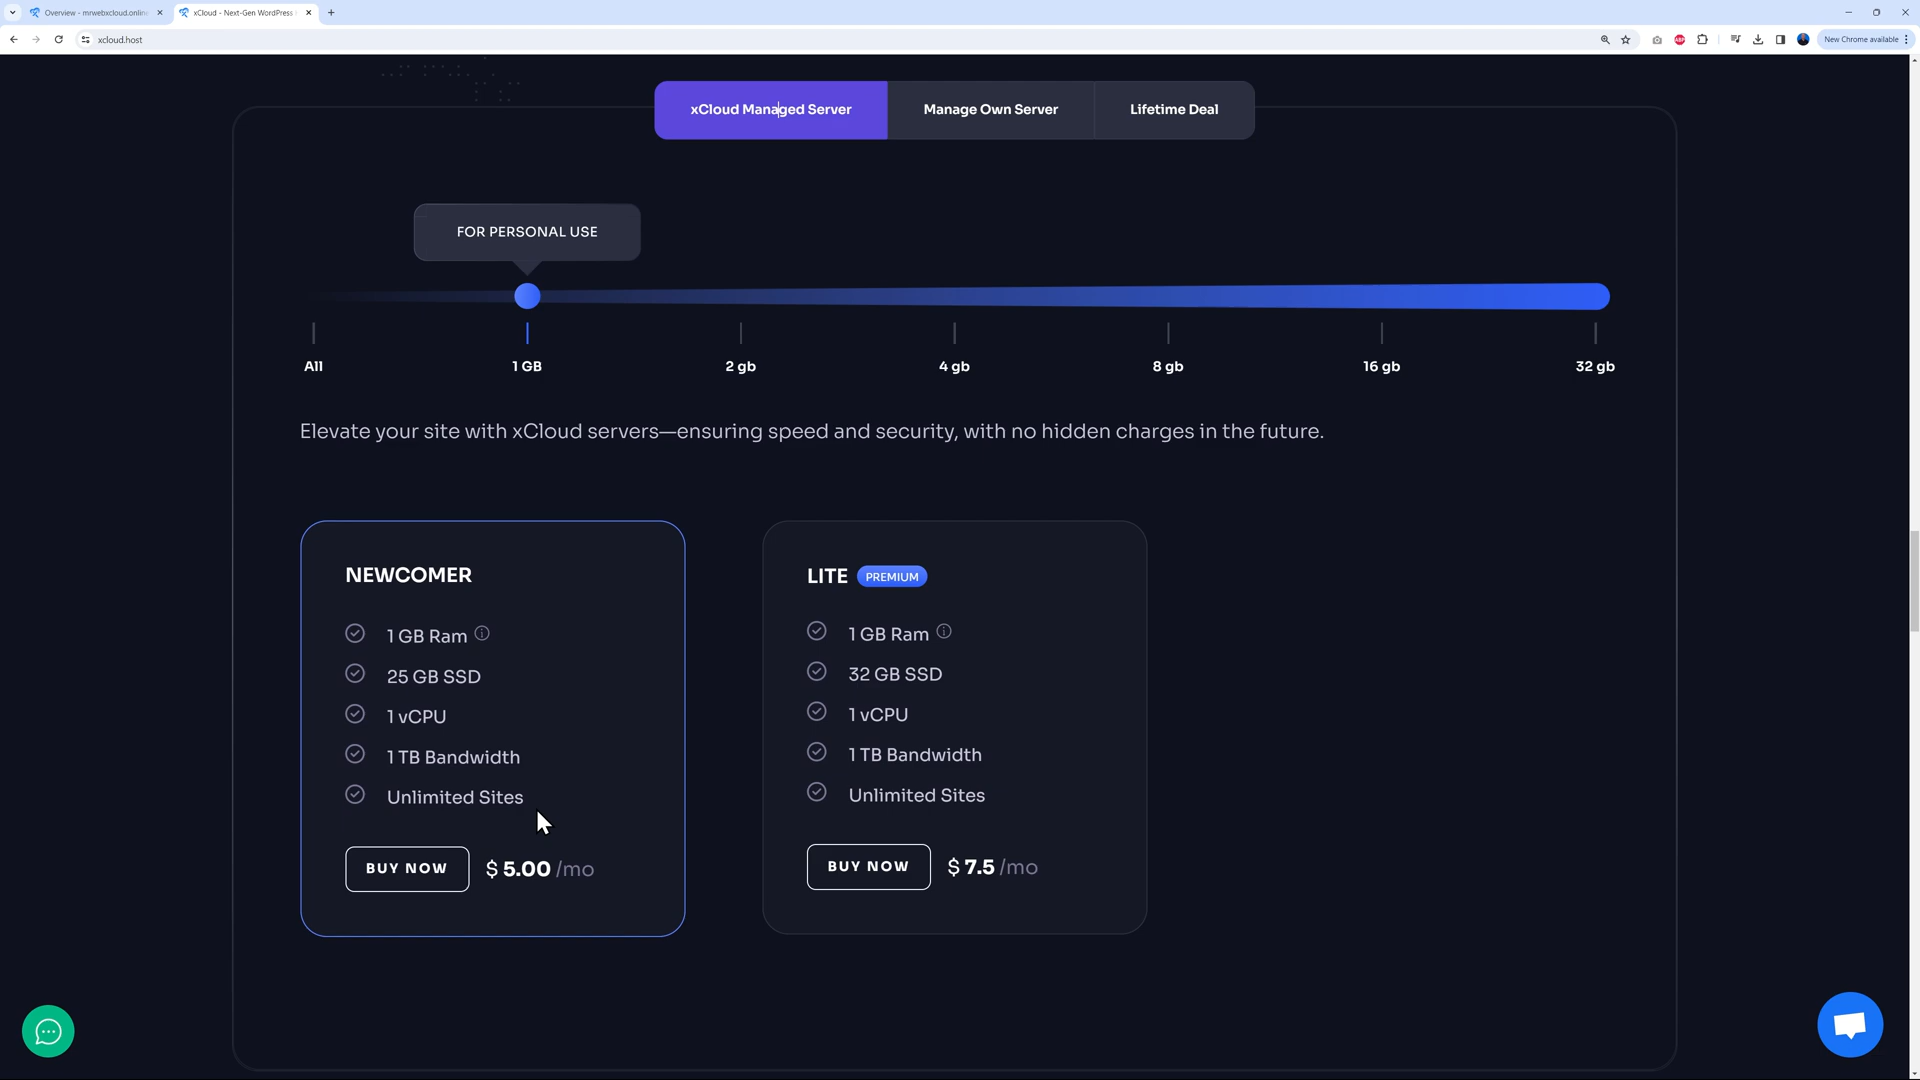 Overview - mrwebxcloud.online
xCloud - Next-Gen WordPress
xcloud.host
ABP
New Chrome available
xCloud Managed Server
Manage Own Server
Lifetime Deal
FOR PERSONAL USE
All
1 GB
2 gb
4 gb
8 gb
16 gb
32 gb
Elevate your site with xCloud servers—ensuring speed and security, with no hidden charges in the future.
NEWCOMER
1 GB Ram
25 GB SSD
1 vCPU
1 TB Bandwidth
Unlimited Sites
BUY NOW
$ 5.00 /mo
LITE PREMIUM
1 GB Ram
32 GB SSD
1 vCPU
1 TB Bandwidth
Unlimited Sites
BUY NOW
$ 7.5 /mo